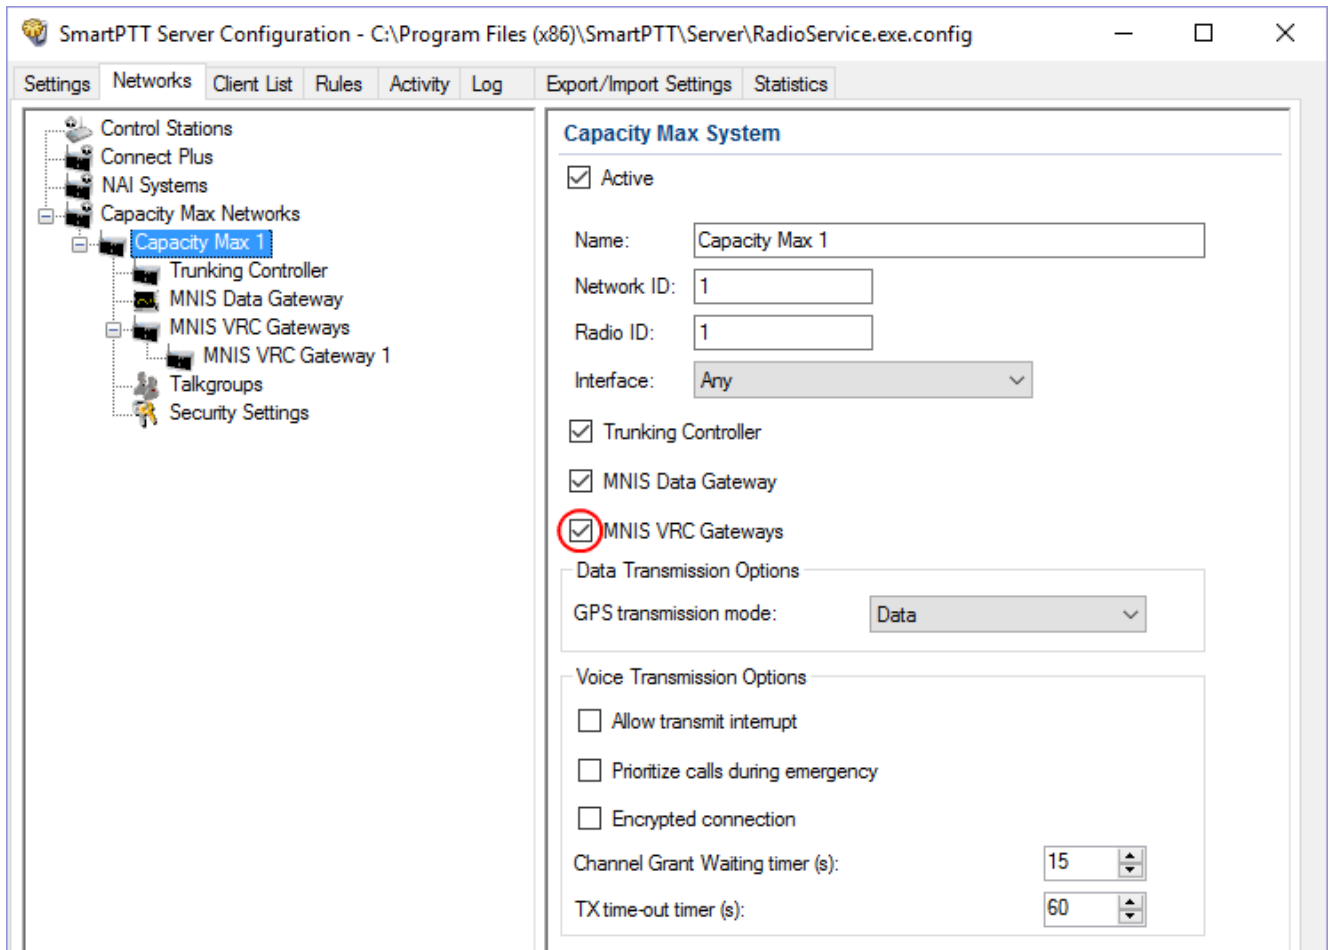 SmartPTT Server Configuration - C:\Program Files (x86)\SmartPTT\Server\RadioService.exe.config
Settings Networks Client List Rules Activity Log Export/Import Settings Statistics
Control Stations
Connect Plus
NAI Systems
Capacity Max Networks
Capacity Max 1
Trunking Controller
MNIS Data Gateway
MNIS VRC Gateways
MNIS VRC Gateway 1
Talkgroups
Security Settings
Capacity Max System
Active
Name: Capacity Max 1
Network ID: 1
Radio ID: 1
Interface: Any
Trunking Controller
MNIS Data Gateway
MNIS VRC Gateways
Data Transmission Options
GPS transmission mode: Data
Voice Transmission Options
Allow transmit interrupt
Prioritize calls during emergency
Encrypted connection
Channel Grant Waiting timer (s): 15
TX time-out timer (s): 60